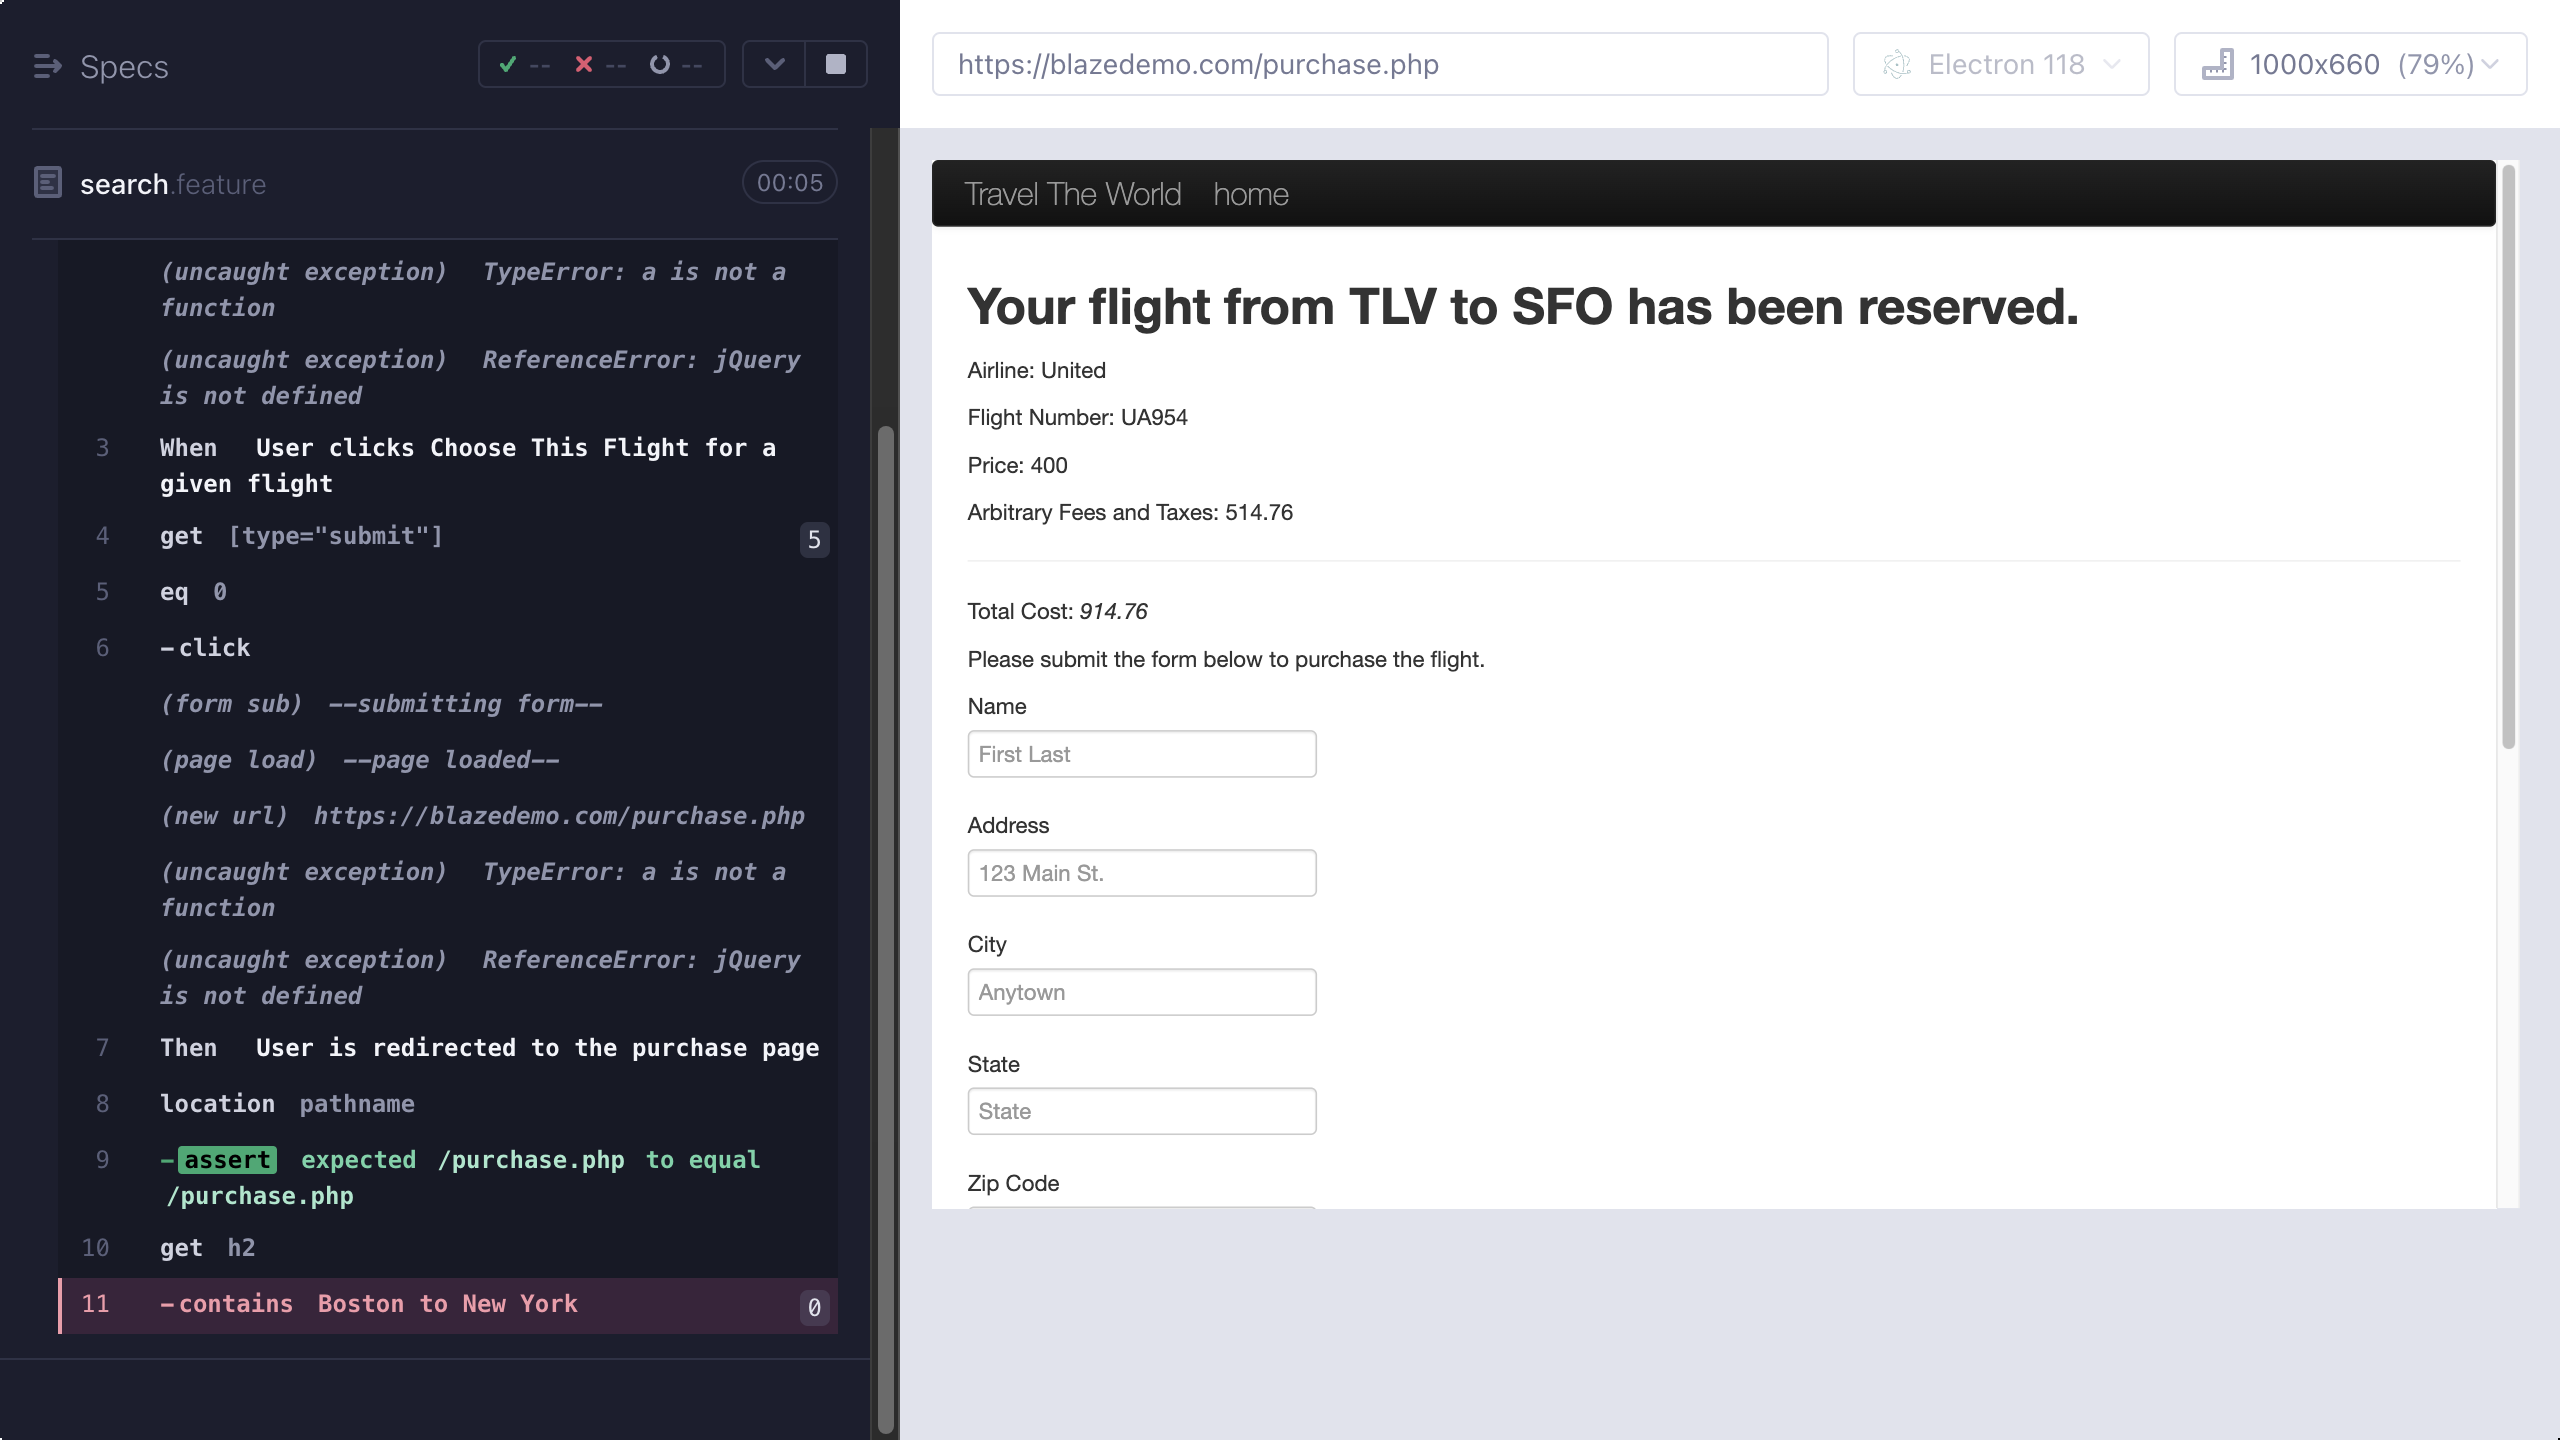 Specs
-- -- --
search.feature
00:05
(uncaught exception) TypeError: a is not a
function
(uncaught exception) ReferenceError: jQuery
is not defined
3 When User clicks Choose This Flight for a
given flight
4 get [type="submit"] 5
5 eq 0
6 -click
(form sub) --submitting form--
(page load) --page loaded--
(new url) https://blazedemo.com/purchase.php
(uncaught exception) TypeError: a is not a
function
(uncaught exception) ReferenceError: jQuery
is not defined
7 Then User is redirected to the purchase page
8 location pathname
9 -assert expected /purchase.php to equal
/purchase.php
10 get h2
11 -contains Boston to New York 0
https://blazedemo.com/purchase.php
Electron 118
1000x660 (79%)
Travel The World home
Your flight from TLV to SFO has been reserved.
Airline: United
Flight Number: UA954
Price: 400
Arbitrary Fees and Taxes: 514.76
Total Cost: 914.76
Please submit the form below to purchase the flight.
Name
First Last
Address
123 Main St.
City
Anytown
State
State
Zip Code